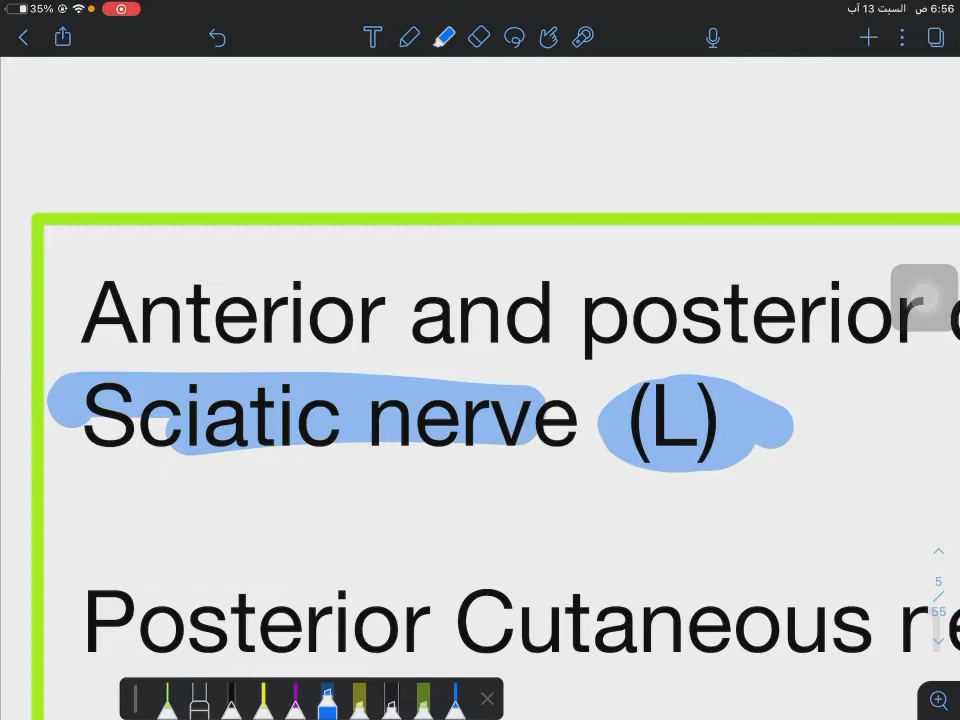 35%
السبت 13 آب
6:56 ص
Anterior and posterior
Sciatic nerve (L)
Posterior Cutaneous
5
/
55